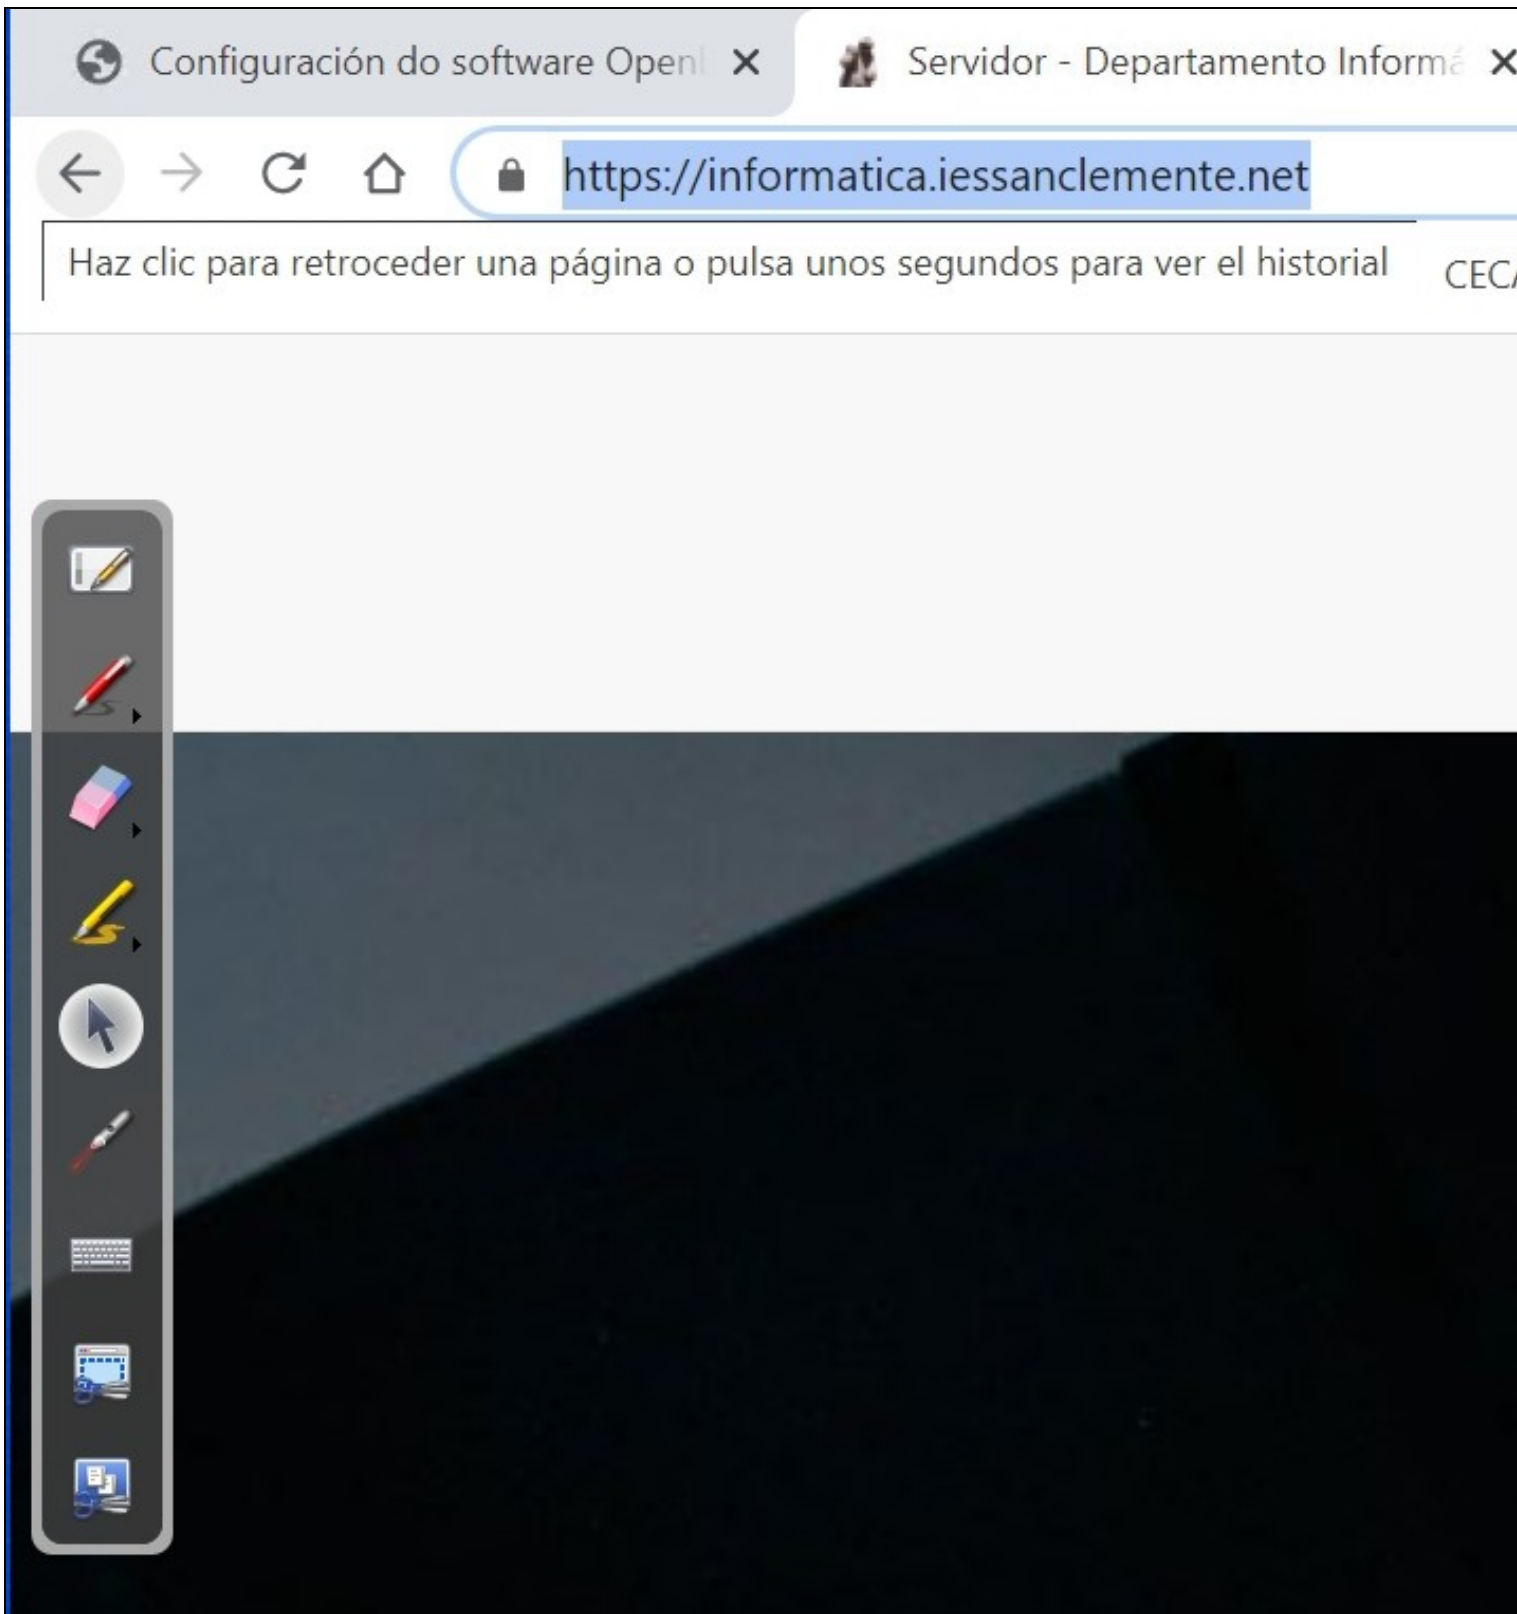 Configuración do software Open
Servidor - Departamento Inform
https://informatica.iessanclemente.net
Haz clic para retroceder una página o pulsa unos segundos para ver el historial
CECA